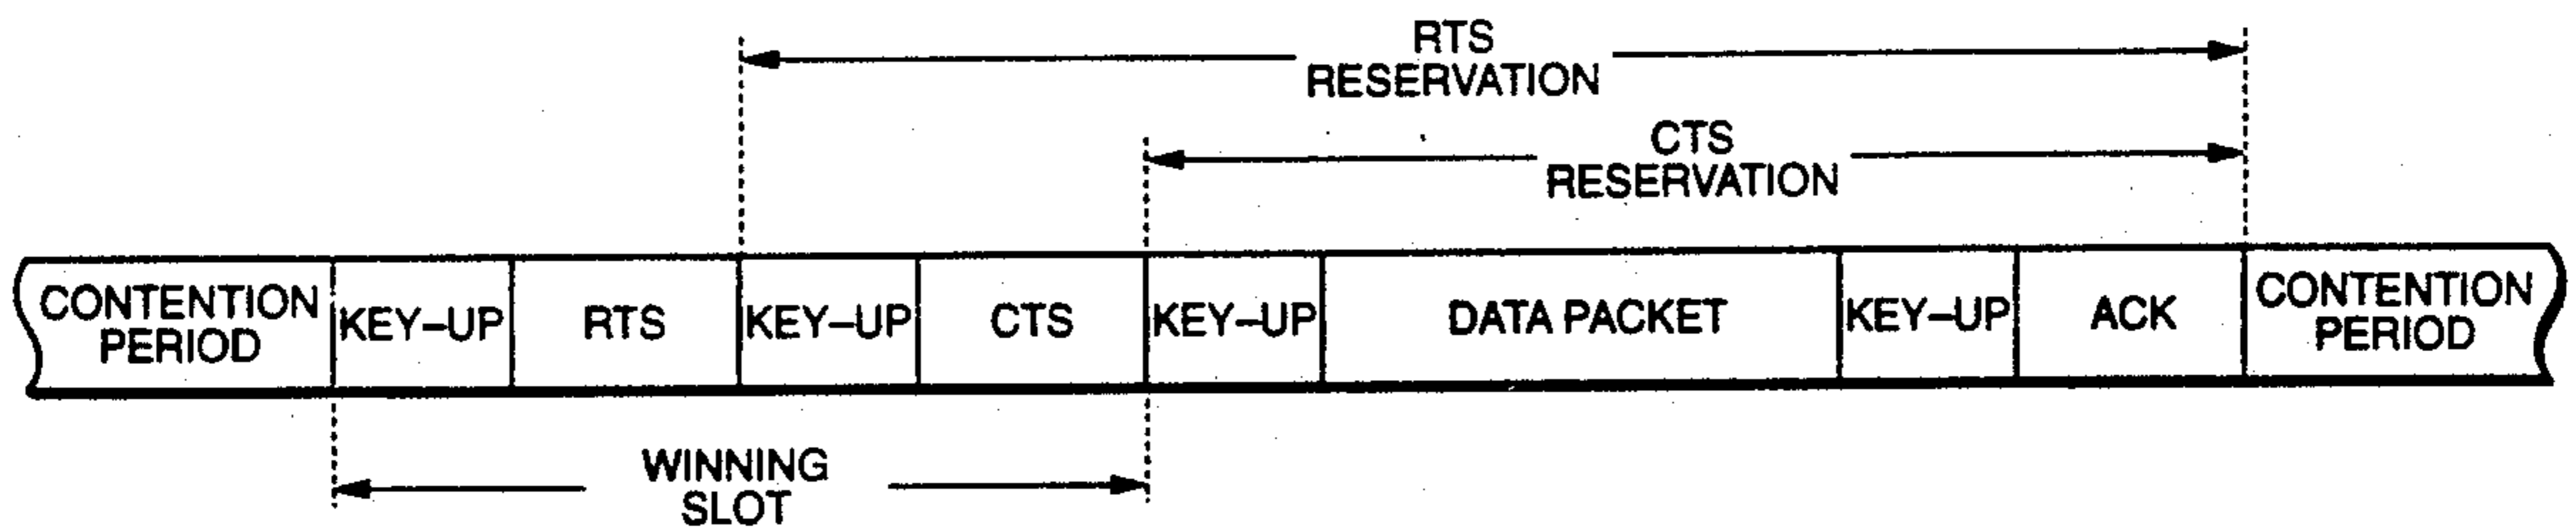 RTS
RESERVATION
CTS
RESERVATION
CONTENTION
PERIOD
KEY–UP
RTS
KEY–UP
CTS
KEY–UP
DATA PACKET
KEY–UP
ACK
CONTENTION
PERIOD
WINNING
SLOT